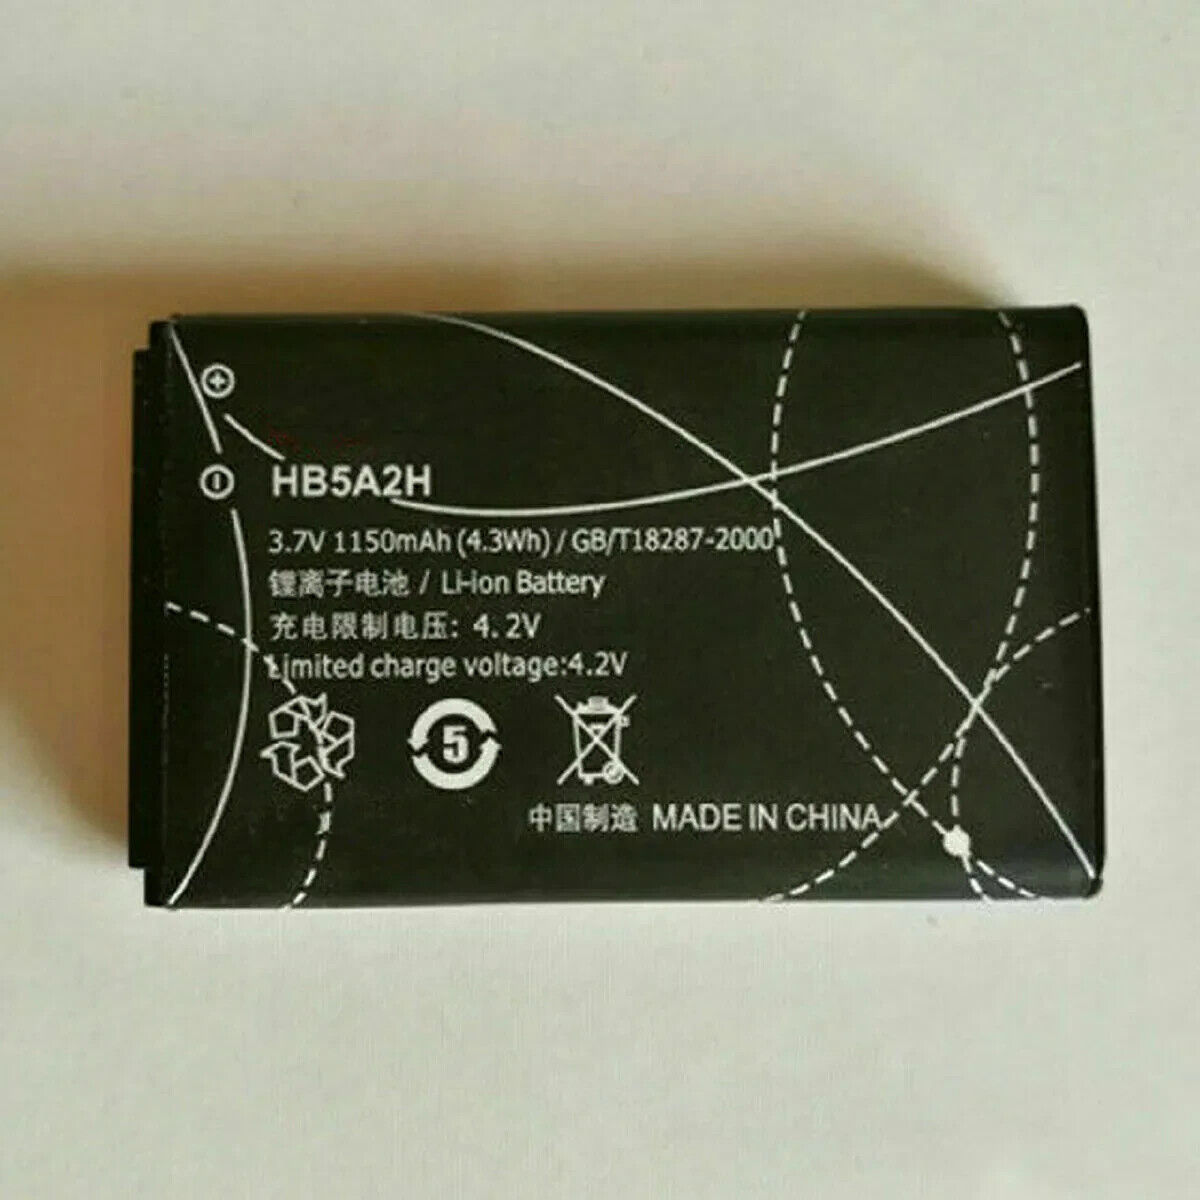 HB5A2H
3.7V 1150mAh (4.3Wh) / GB/T18287-2000
锂离子电池 / Li-ion Battery
充电限制电压: 4.2V
Limited charge voltage:4.2V
5
中国制造 MADE IN CHINA